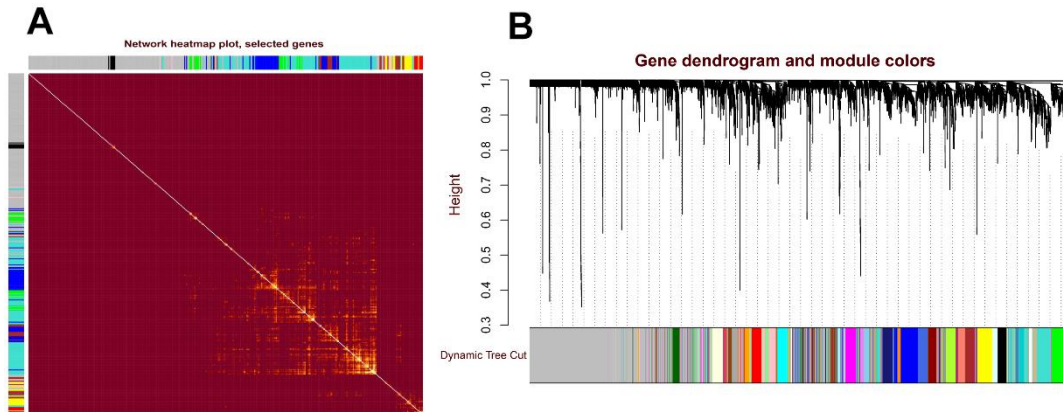 A
Network heatmap plot, selected genes
B
Gene dendrogram and module colors
Height
1.0
0.9
0.8
0.7
0.6
0.5
0.4
0.3
Dynamic Tree Cut